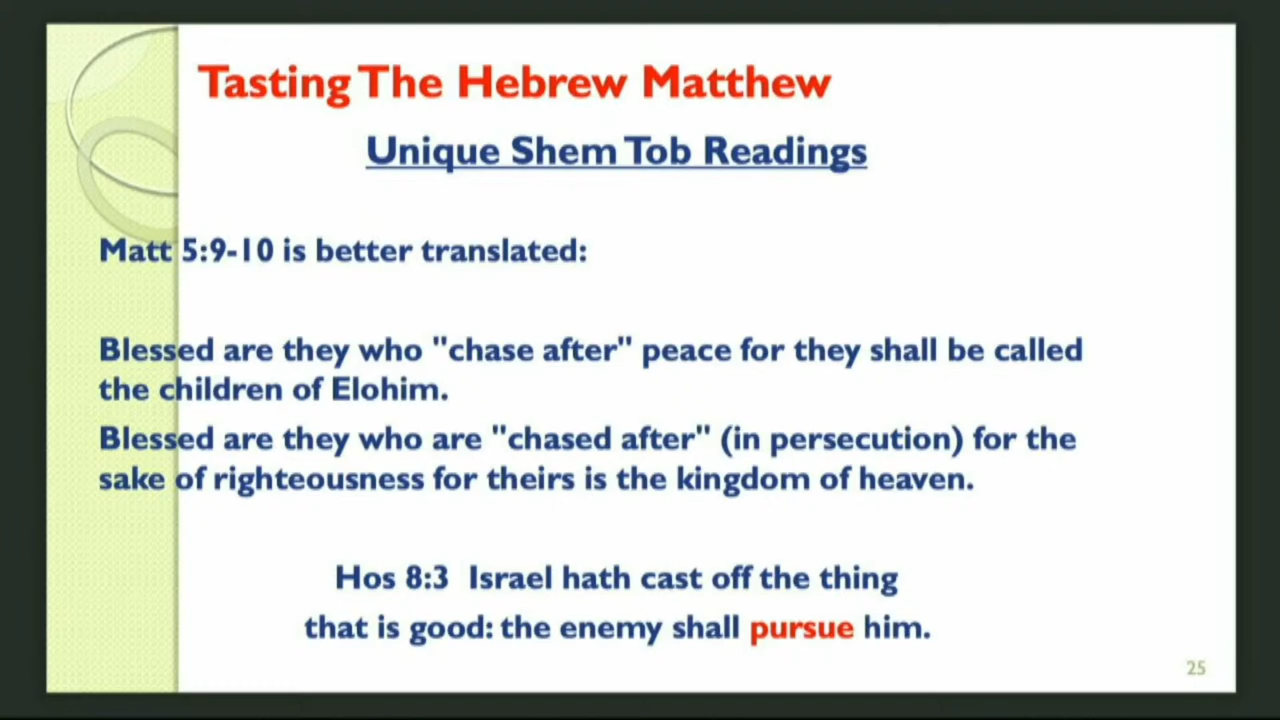 Tasting The Hebrew Matthew
Unique Shem Tob Readings
Matt 5:9-10 is better translated:
Blessed are they who "chase after" peace for they shall be called
the children of Elohim.
Blessed are they who are "chased after" (in persecution) for the
sake of righteousness for theirs is the kingdom of heaven.
Hos 8:3 Israel hath cast off the thing
that is good: the enemy shall pursue him.
25